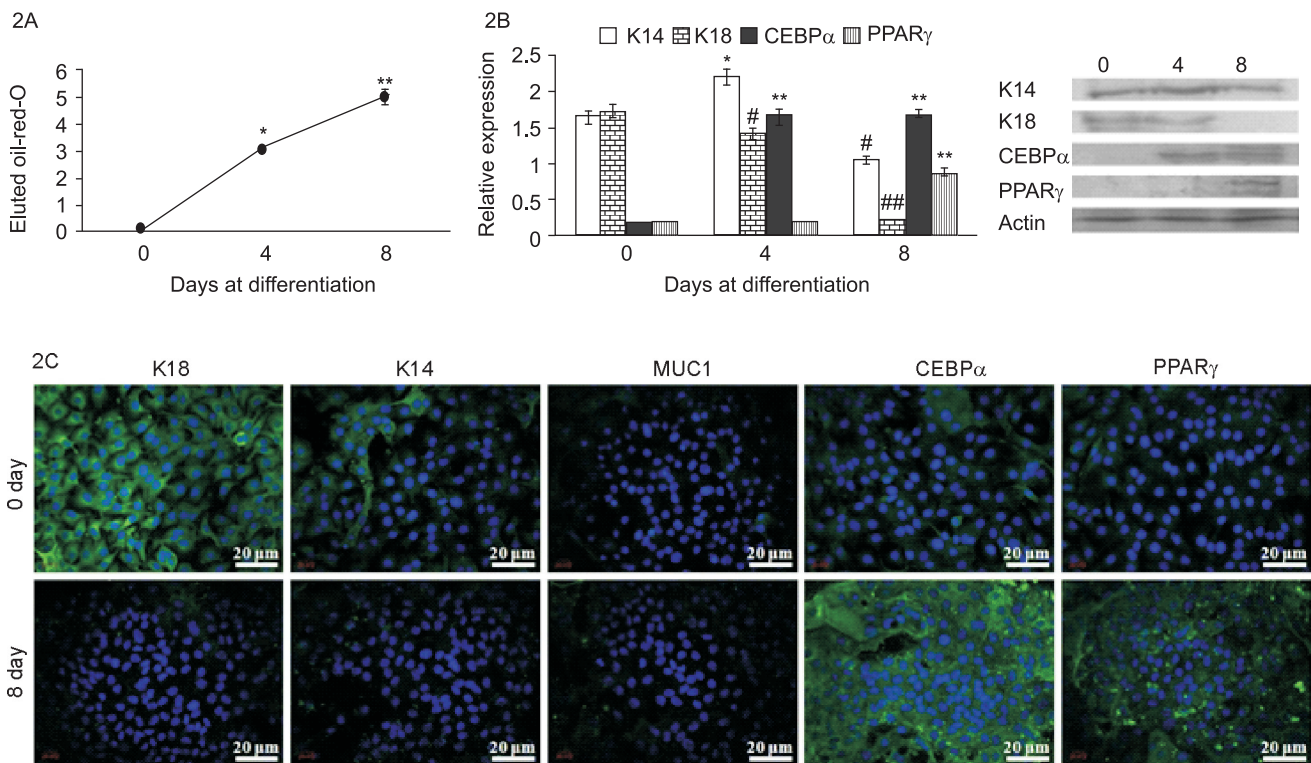 2A
Eluted oil-red-O
6
5
4
3
2
1
0
*
**
0 4 8
Days at differentiation
2B
K14 K18 CEBPα PPARγ
Relative expression
2.5
2
1.5
1
0.5
0
* # ** # ## ** **
0 4 8
Days at differentiation
0 4 8
K14
K18
CEBPα
PPARγ
Actin
2C
K18 K14 MUC1 CEBPα PPARγ
0 day
20 µm 20 µm 20 µm 20 µm 20 µm
8 day
20 µm 20 µm 20 µm 20 µm 20 µm